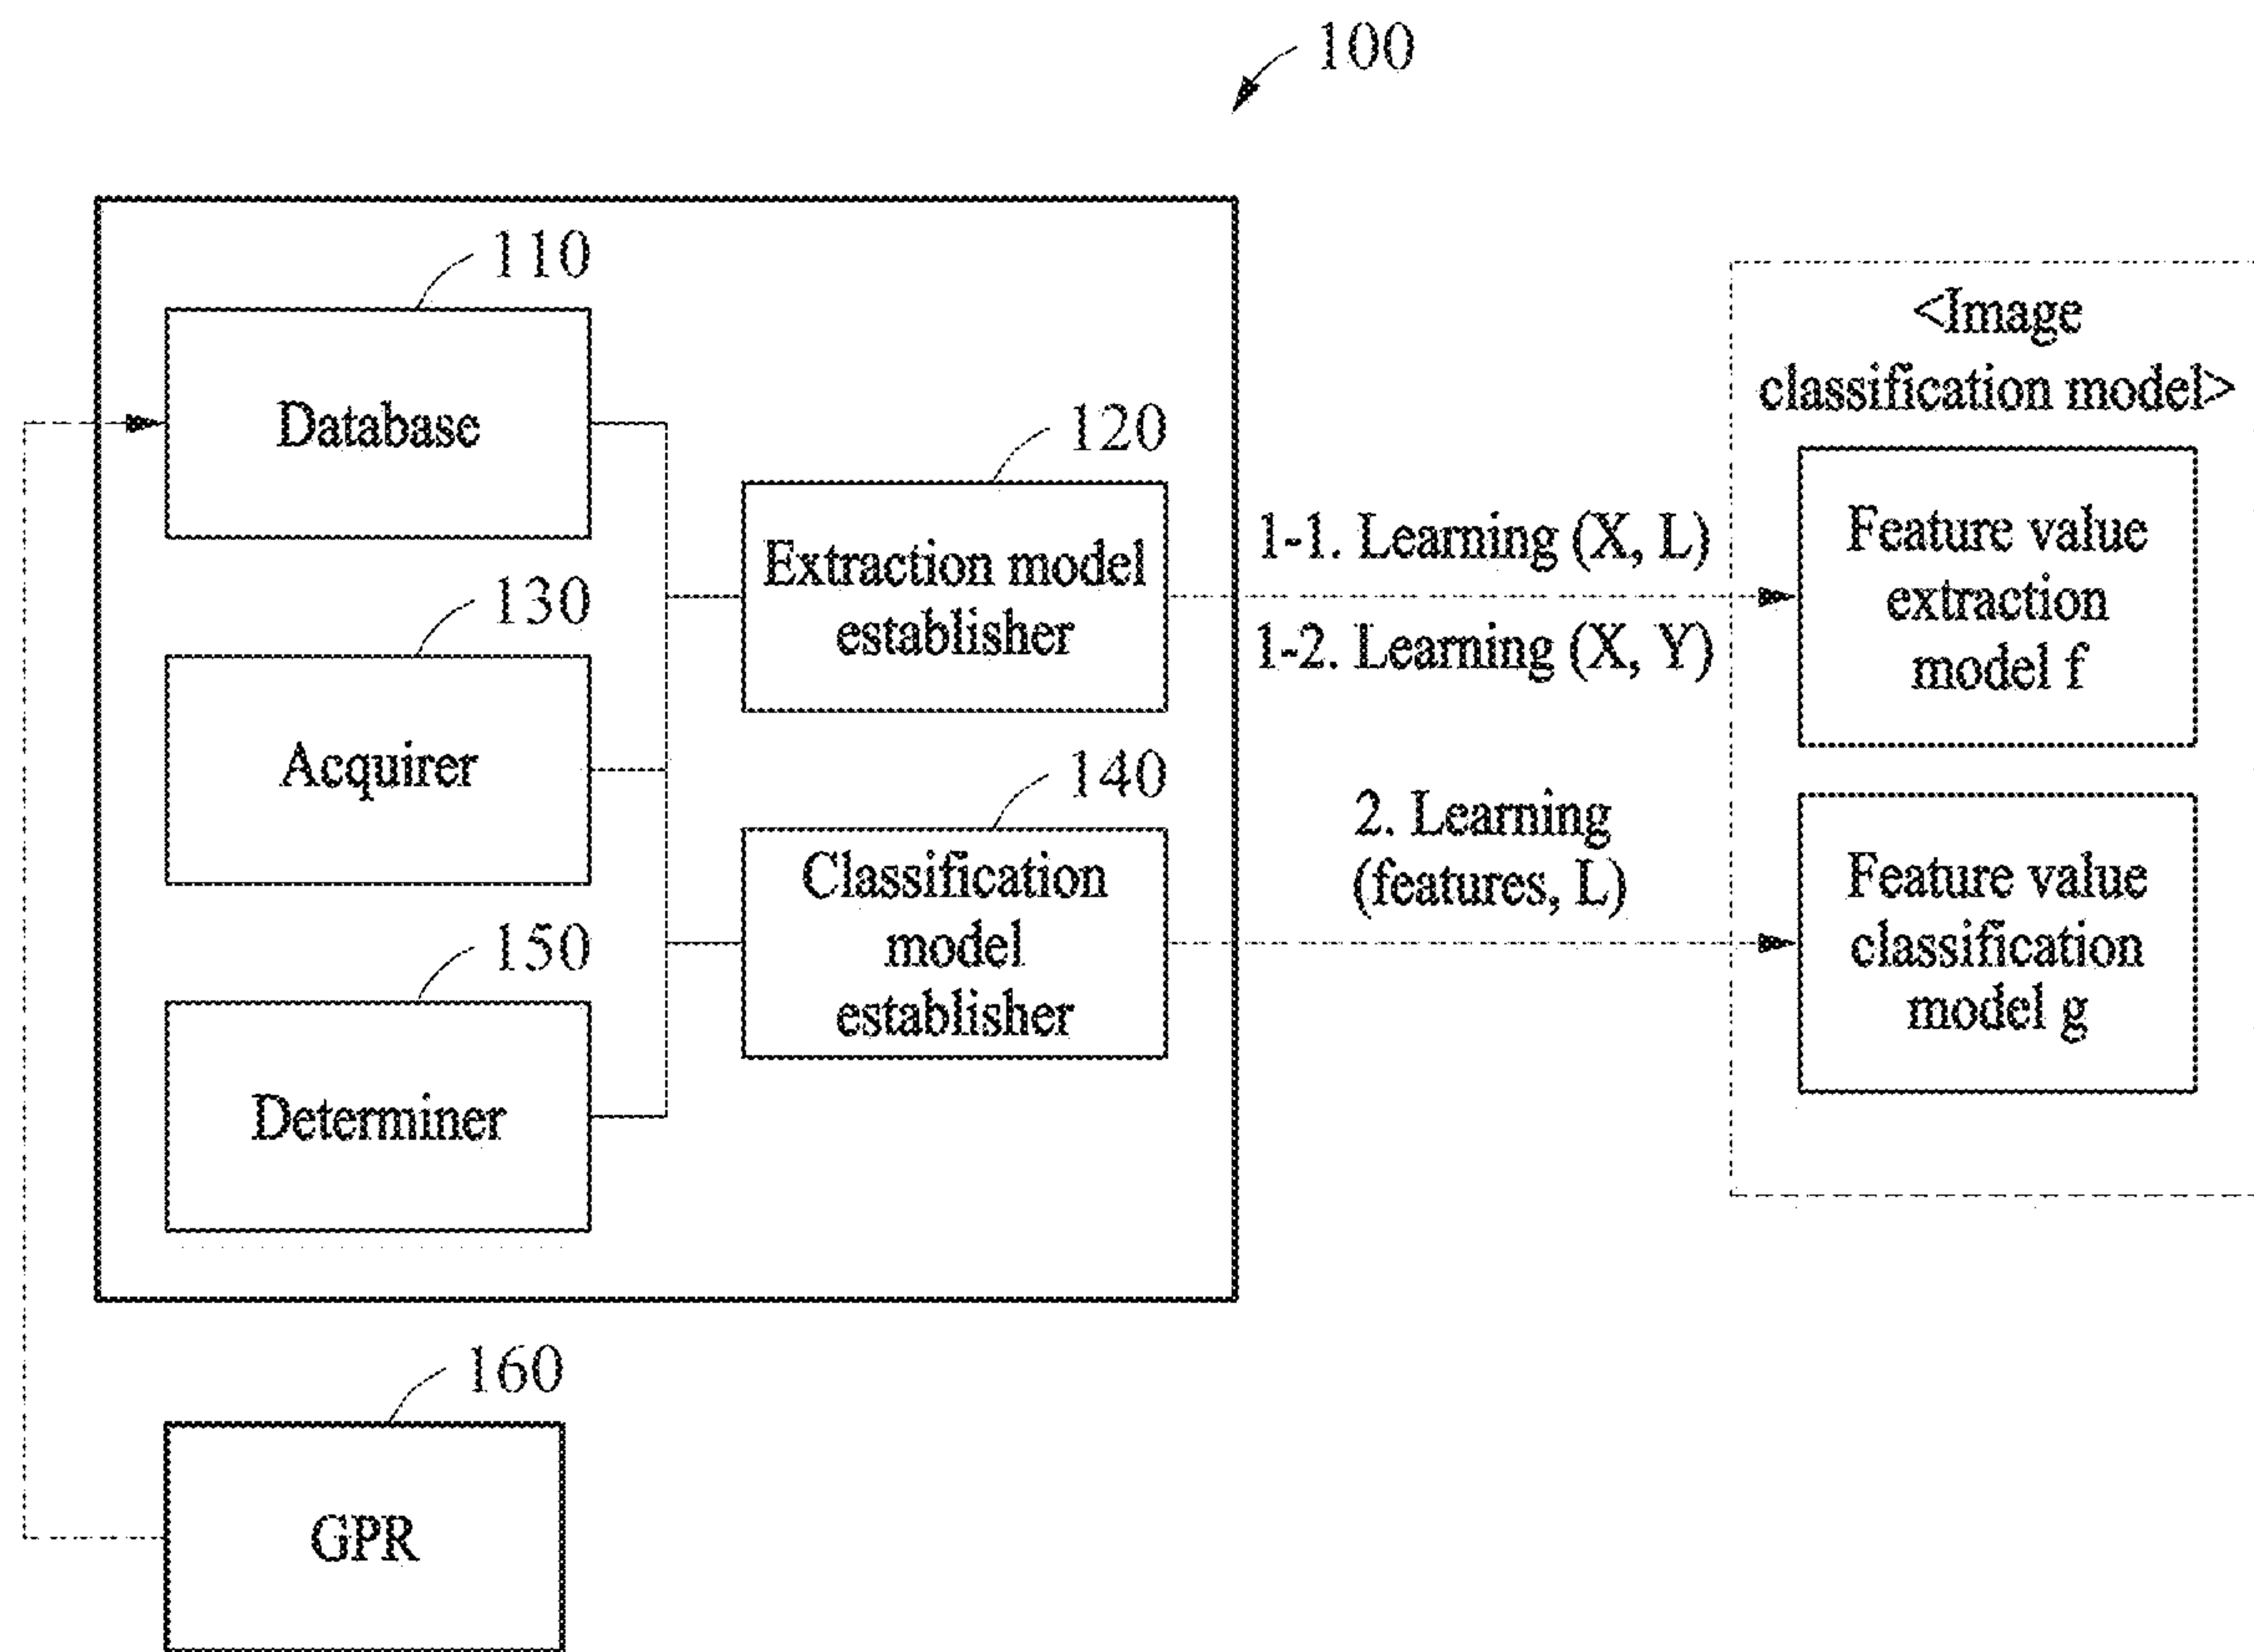 100
110
Database
120
Extraction model
establisher
130
Acquirer
140
Classification
model
establisher
150
Determiner
160
GPR
1-1. Learning (X, L)
1-2. Learning (X, Y)
2. Learning
(features, L)
<Image
classification model>
Feature value
extraction
model f
Feature value
classification
model g